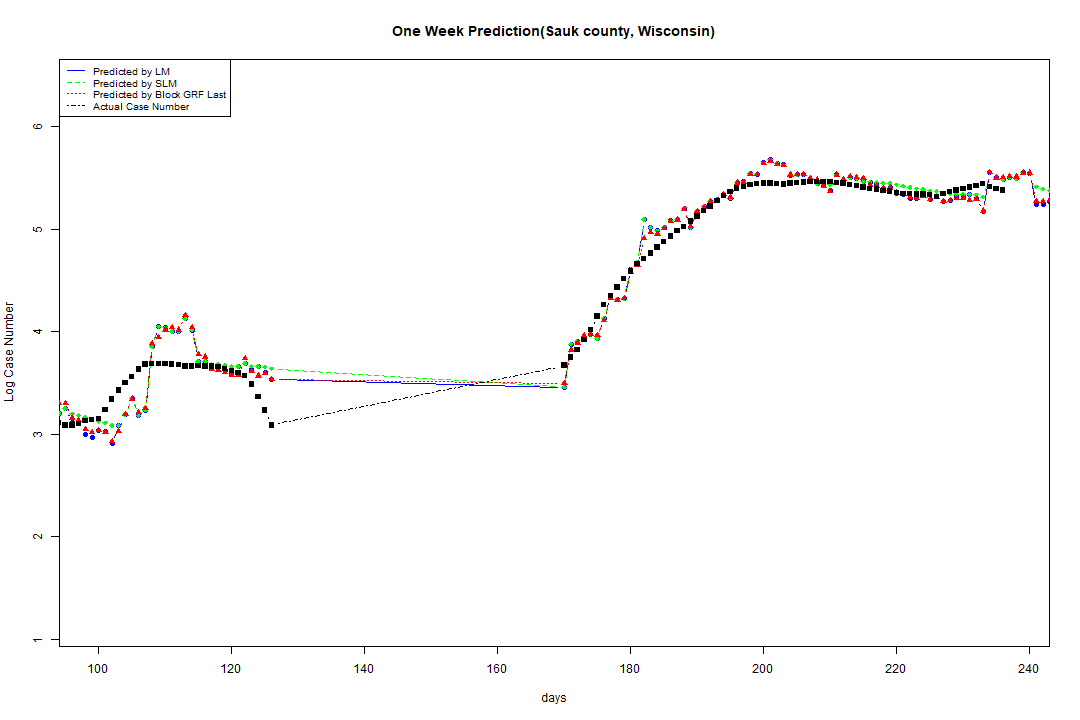 One Week Prediction(Sauk county, Wisconsin)
Predicted by LM
Predicted by SLM
Predicted by Block GRF Last
Actual Case Number
6
5
4
3
2
1
Log Case Number
100 120 140 160 180 200 220 240
days